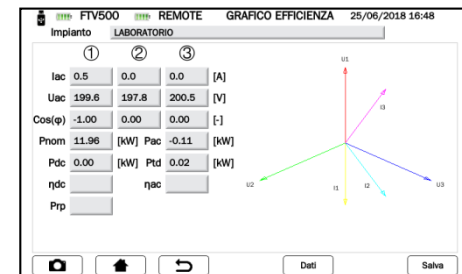 FTV500 REMOTE GRAFICO EFFICIENZA 25/06/2018 16:48
Impianto LABORATORIO
① ② ③
Iac 0.5 0.0 0.0 [A]
Uac 199.6 197.8 200.5 [V]
Cos(φ) -1.00 0.00 0.00 [-]
Pnom 11.96 [kW] Pac -0.11 [kW]
Pdc 0.00 [kW] Ptd 0.02 [kW]
ηdc ηac
Prp
U1
I3
U2 I1 I2 U3
Dati Salva